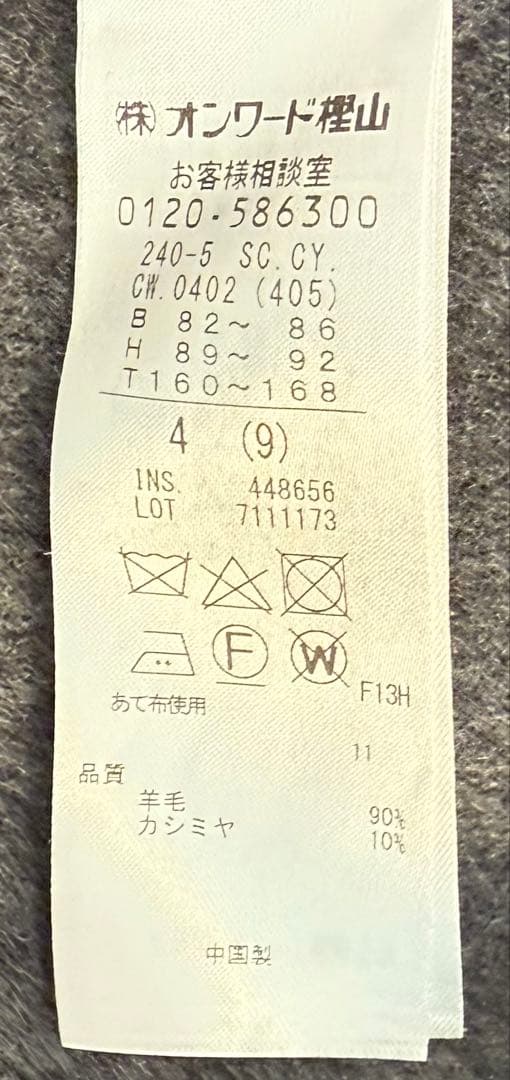 (株)オンワード樫山
お客様相談室
0120-586300
240-5 SC.CY.
CW.0402 (405)
B 82～ 86
H 89～ 92
T160～168
4 (9)
INS. 448656
LOT 7111173
F W
あて布使用 F13H
11
品質
羊毛 90%
カシミヤ 10%
中国製